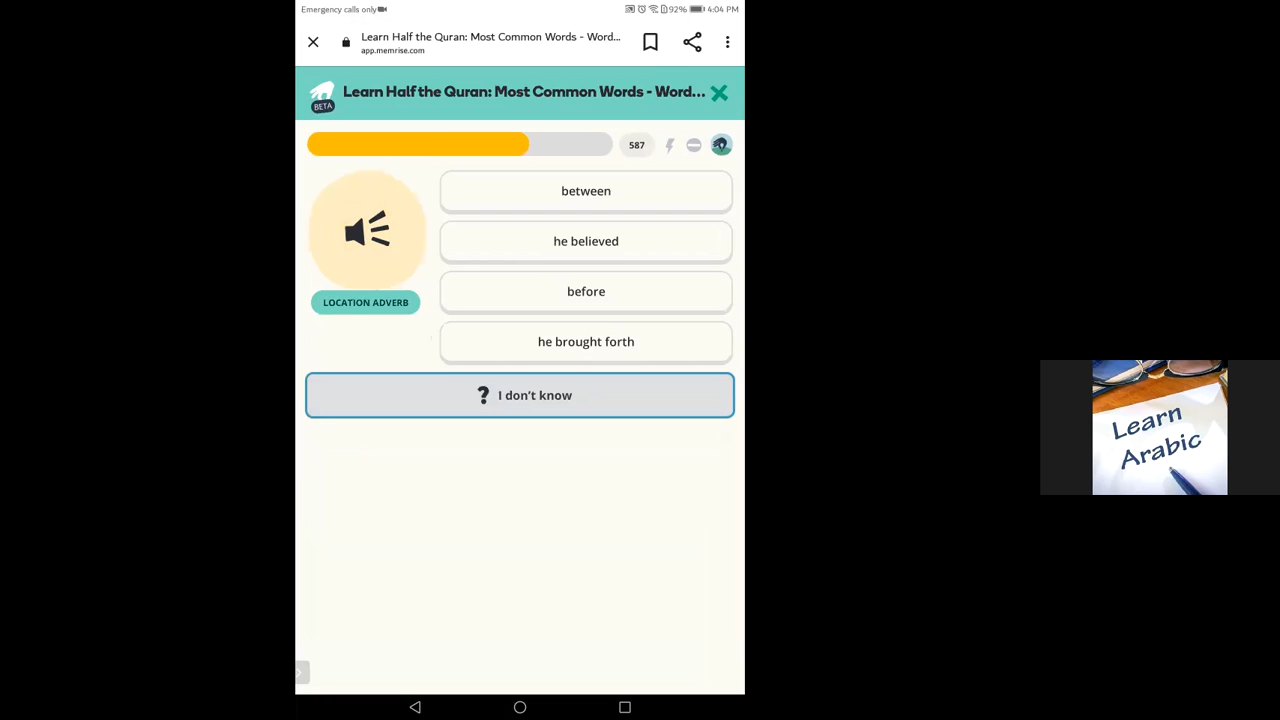 Emergency calls only
92% 4:04 PM
Learn Half the Quran: Most Common Words - Word...
app.memrise.com
BETA
Learn Half the Quran: Most Common Words - Word...
587
between
LOCATION ADVERB
he believed
before
he brought forth
? I don't know
Learn
Arabic